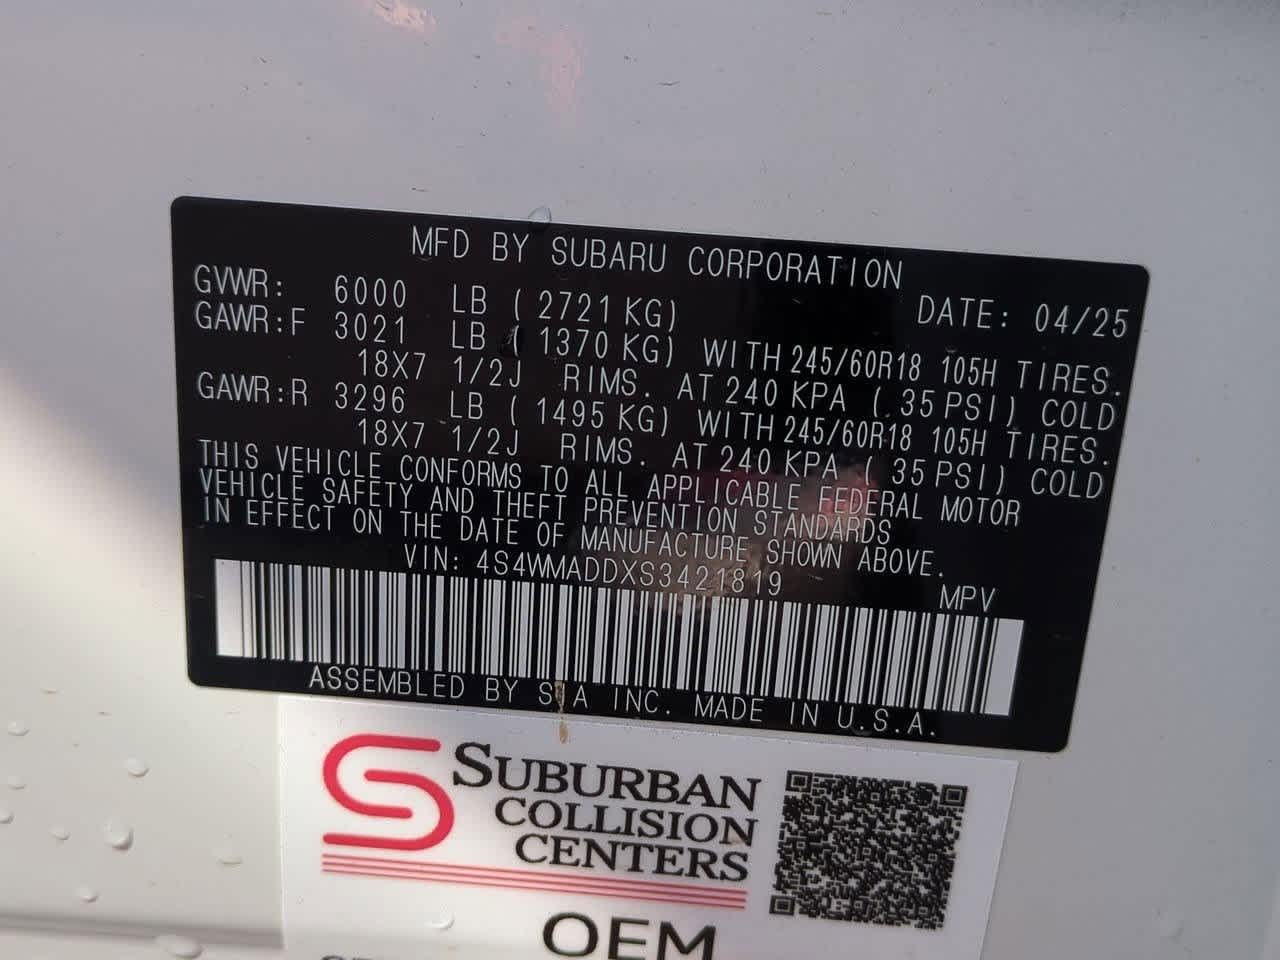 MFD BY SUBARU CORPORATION
GVWR: 6000 LB ( 2721 KG) DATE: 04/25
GAWR:F 3021 LB ( 1370 KG) WITH 245/60R18 105H TIRES.
18X7 1/2J RIMS. AT 240 KPA ( 35 PSI) COLD
GAWR:R 3296 LB ( 1495 KG) WITH 245/60R18 105H TIRES.
18X7 1/2J RIMS. AT 240 KPA ( 35 PSI) COLD
THIS VEHICLE CONFORMS TO ALL APPLICABLE FEDERAL MOTOR
VEHICLE SAFETY AND THEFT PREVENTION STANDARDS
IN EFFECT ON THE DATE OF MANUFACTURE SHOWN ABOVE.
VIN: 4S4WMADDXS3421819 MPV
ASSEMBLED BY SIA INC. MADE IN U.S.A.
SUBURBAN
COLLISION
CENTERS
OEM